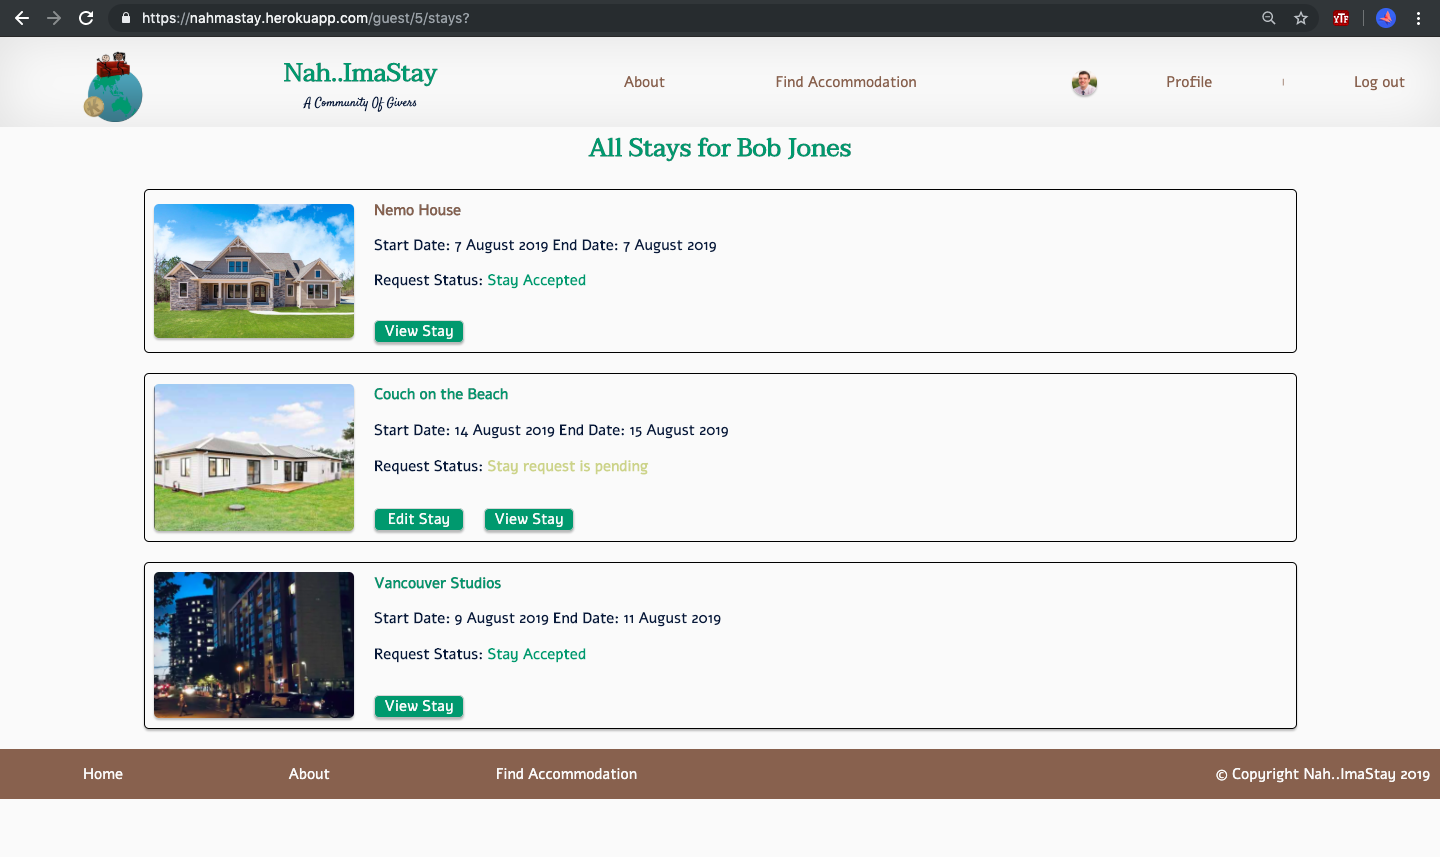 https://nahmastay.herokuapp.com/guest/5/stays?
YTF
Nah..ImaStay
A Community Of Givers
About
Find Accommodation
Profile
Log out
All Stays for Bob Jones
Nemo House
Start Date: 7 August 2019 End Date: 7 August 2019
Request Status: Stay Accepted
View Stay
Couch on the Beach
Start Date: 14 August 2019 End Date: 15 August 2019
Request Status: Stay request is pending
Edit Stay
View Stay
Vancouver Studios
Start Date: 9 August 2019 End Date: 11 August 2019
Request Status: Stay Accepted
View Stay
Home
About
Find Accommodation
© Copyright Nah..ImaStay 2019